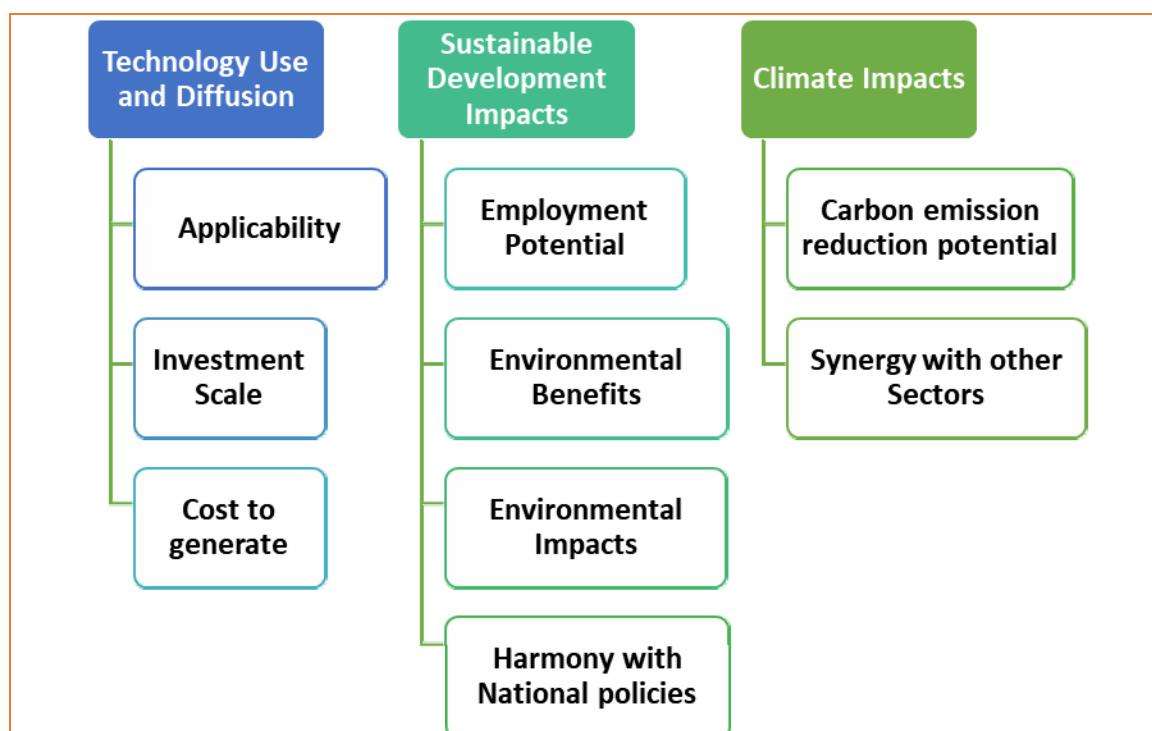 Technology Use
and Diffusion
Applicability
Investment
Scale
Cost to
generate
Sustainable
Development
Impacts
Employment
Potential
Environmental
Benefits
Environmental
Impacts
Harmony with
National policies
Climate Impacts
Carbon emission
reduction potential
Synergy with other
Sectors